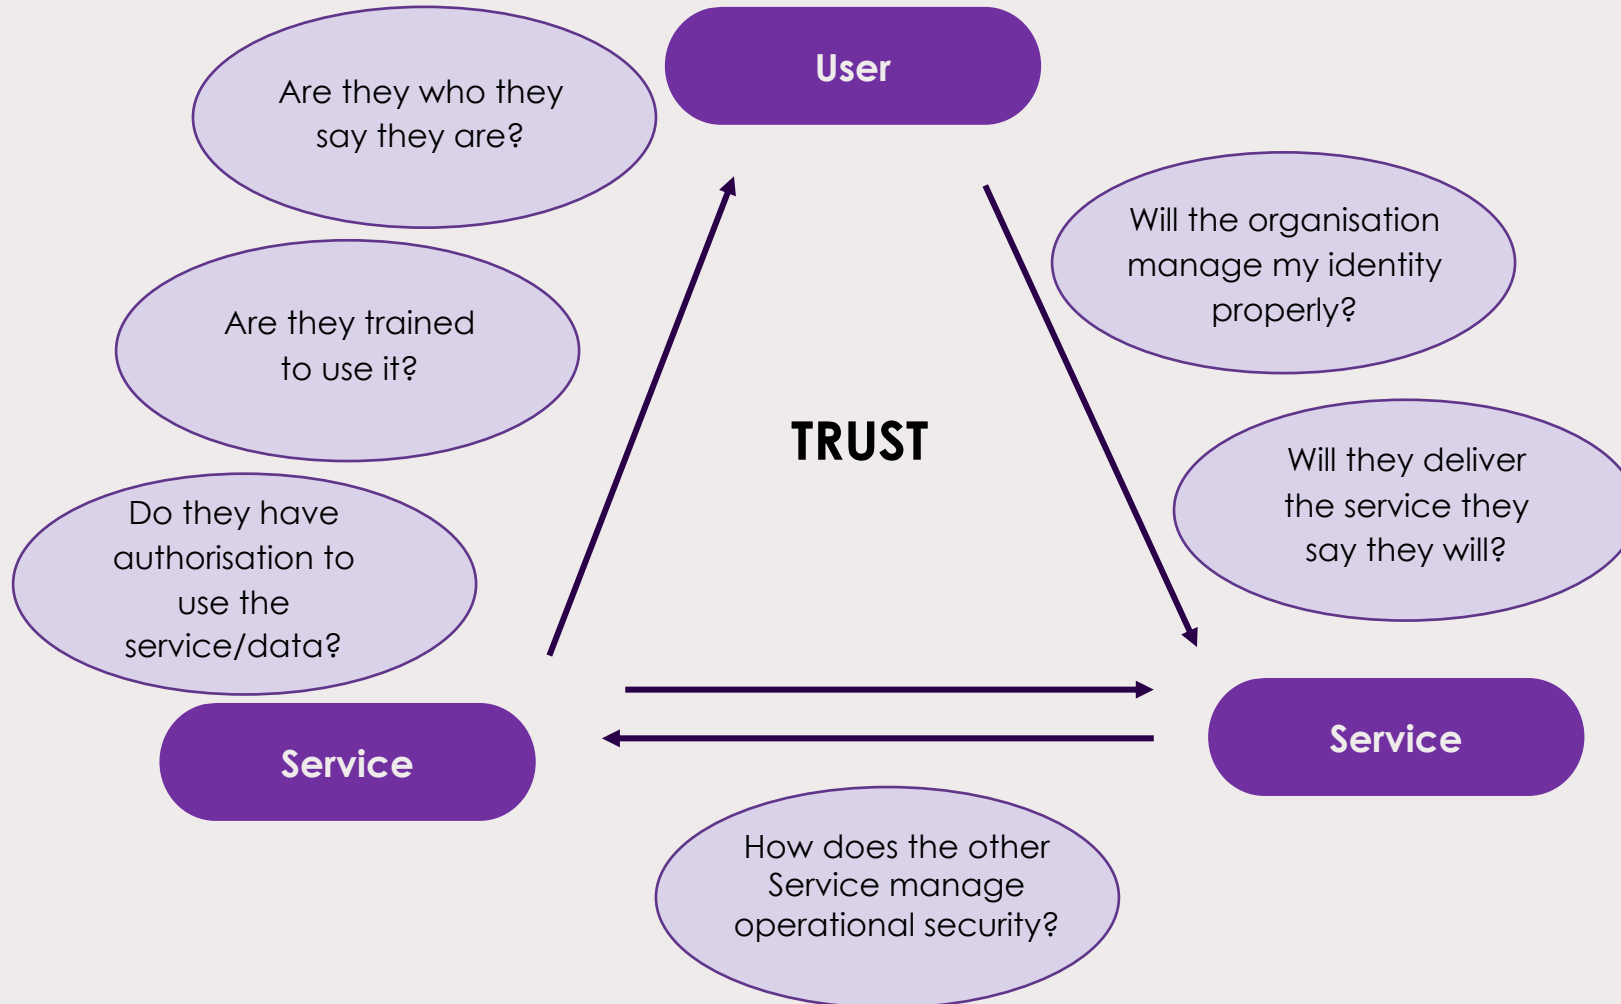 User
Are they who they
say they are?
Will the organisation
manage my identity
properly?
Are they trained
to use it?
TRUST
Will they deliver
the service they
say they will?
Do they have
authorisation to
use the
service/data?
Service
Service
How does the other
Service manage
operational security?